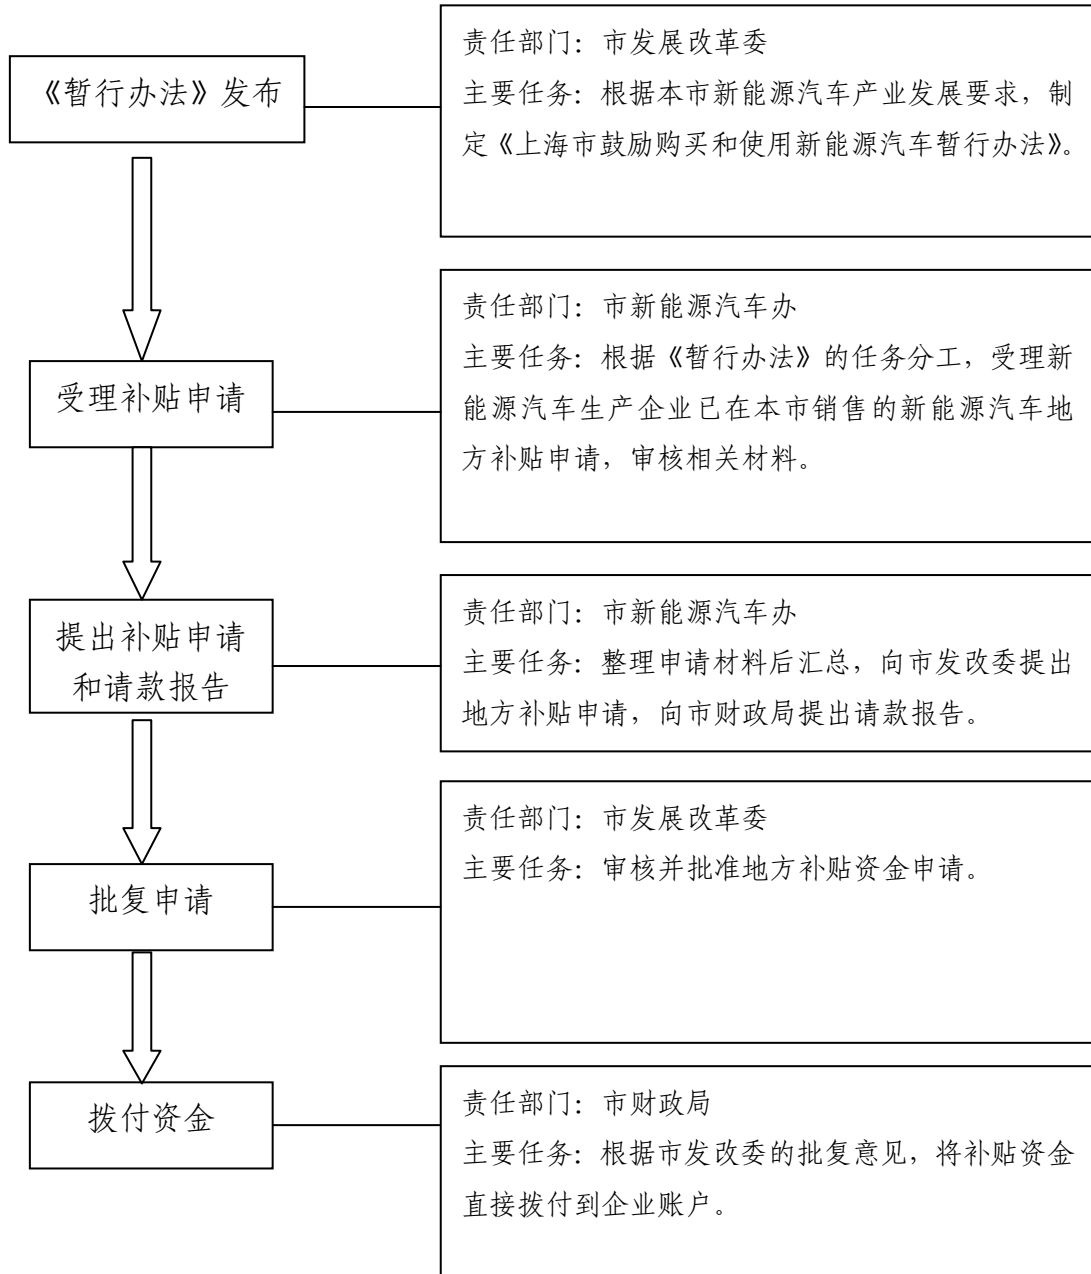 《暂行办法》发布
责任部门：市发展改革委
主要任务：根据本市新能源汽车产业发展要求，制
定《上海市鼓励购买和使用新能源汽车暂行办法》。
受理补贴申请
责任部门：市新能源汽车办
主要任务：根据《暂行办法》的任务分工，受理新
能源汽车生产企业已在本市销售的新能源汽车地
方补贴申请，审核相关材料。
提出补贴申请
和请款报告
责任部门：市新能源汽车办
主要任务：整理申请材料后汇总，向市发改委提出
地方补贴申请，向市财政局提出请款报告。
批复申请
责任部门：市发展改革委
主要任务：审核并批准地方补贴资金申请。
拨付资金
责任部门：市财政局
主要任务：根据市发改委的批复意见，将补贴资金
直接拨付到企业账户。